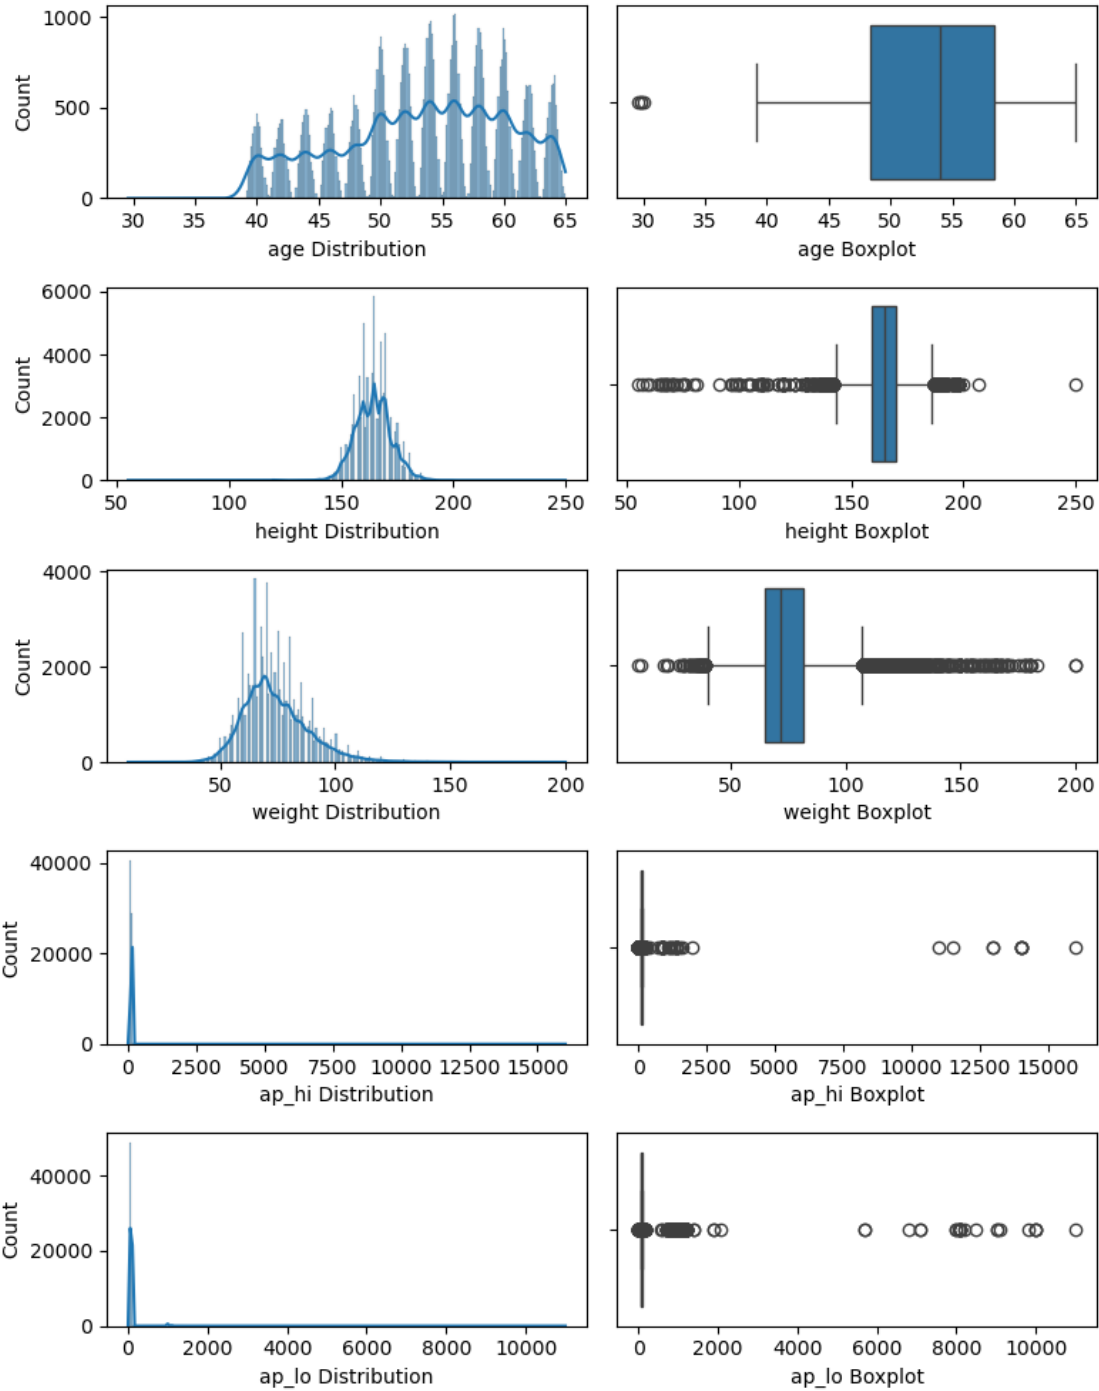 1000
500
0
Count
30 35 40 45 50 55 60 65
age Distribution
30 35 40 45 50 55 60 65
age Boxplot
6000
4000
2000
0
Count
50 100 150 200 250
height Distribution
50 100 150 200 250
height Boxplot
4000
2000
0
Count
50 100 150 200
weight Distribution
50 100 150 200
weight Boxplot
40000
20000
0
Count
0 2500 5000 7500 10000 12500 15000
ap_hi Distribution
0 2500 5000 7500 10000 12500 15000
ap_hi Boxplot
40000
20000
0
Count
0 2000 4000 6000 8000 10000
ap_lo Distribution
0 2000 4000 6000 8000 10000
ap_lo Boxplot